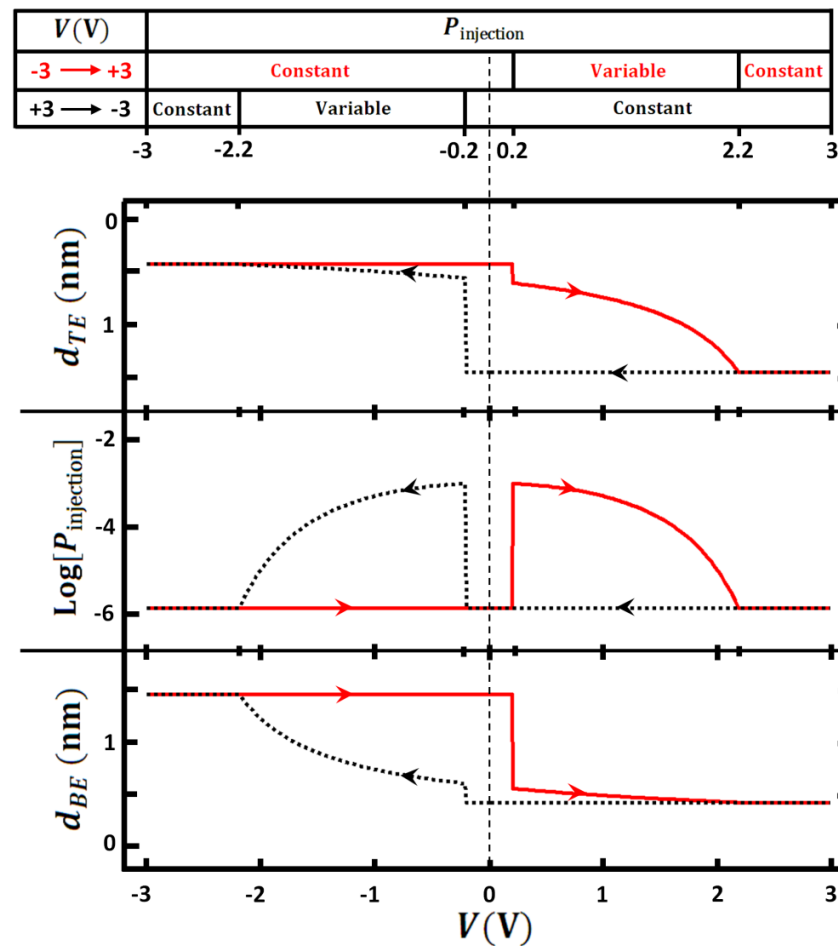 V(V) P_injection
-3 → +3 Constant Variable Constant
+3 → -3 Constant Variable Constant
-3 -2.2 -0.2 0.2 2.2 3
d_TE (nm)
0
1
Log[P_injection]
-2
-4
-6
d_BE (nm)
1
0
-3 -2 -1 0 1 2 3
V(V)